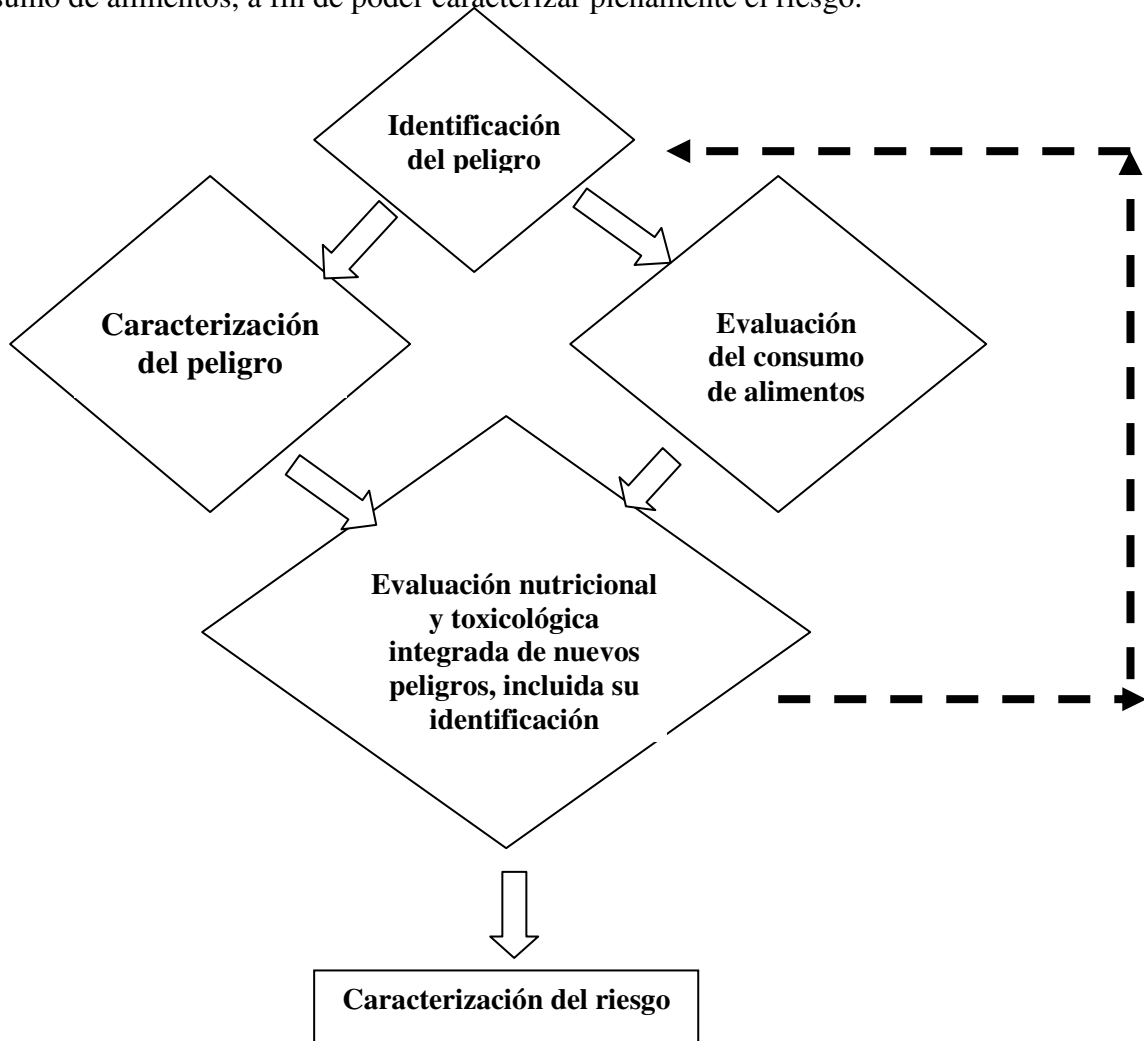 sumo de alimentos, a fin de poder caracterizar plenamente el riesgo.
Identificación
del peligro
Caracterización
del peligro
Evaluación
del consumo
de alimentos
Evaluación nutricional
y toxicológica
integrada de nuevos
peligros, incluida su
identificación
Caracterización del riesgo